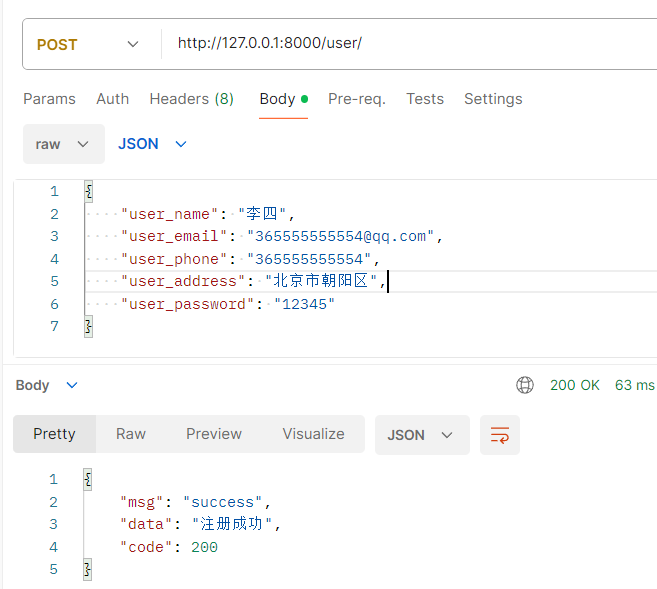 POST http://127.0.0.1:8000/user/
Params Auth Headers (8) Body Pre-req. Tests Settings
raw JSON
1 {
2 "user_name": "李四",
3 "user_email": "365555555554@qq.com",
4 "user_phone": "365555555554",
5 "user_address": "北京市朝阳区",
6 "user_password": "12345"
7 }
Body 200 OK 63 ms
Pretty Raw Preview Visualize JSON
1 {
2 "msg": "success",
3 "data": "注册成功",
4 "code": 200
5 }